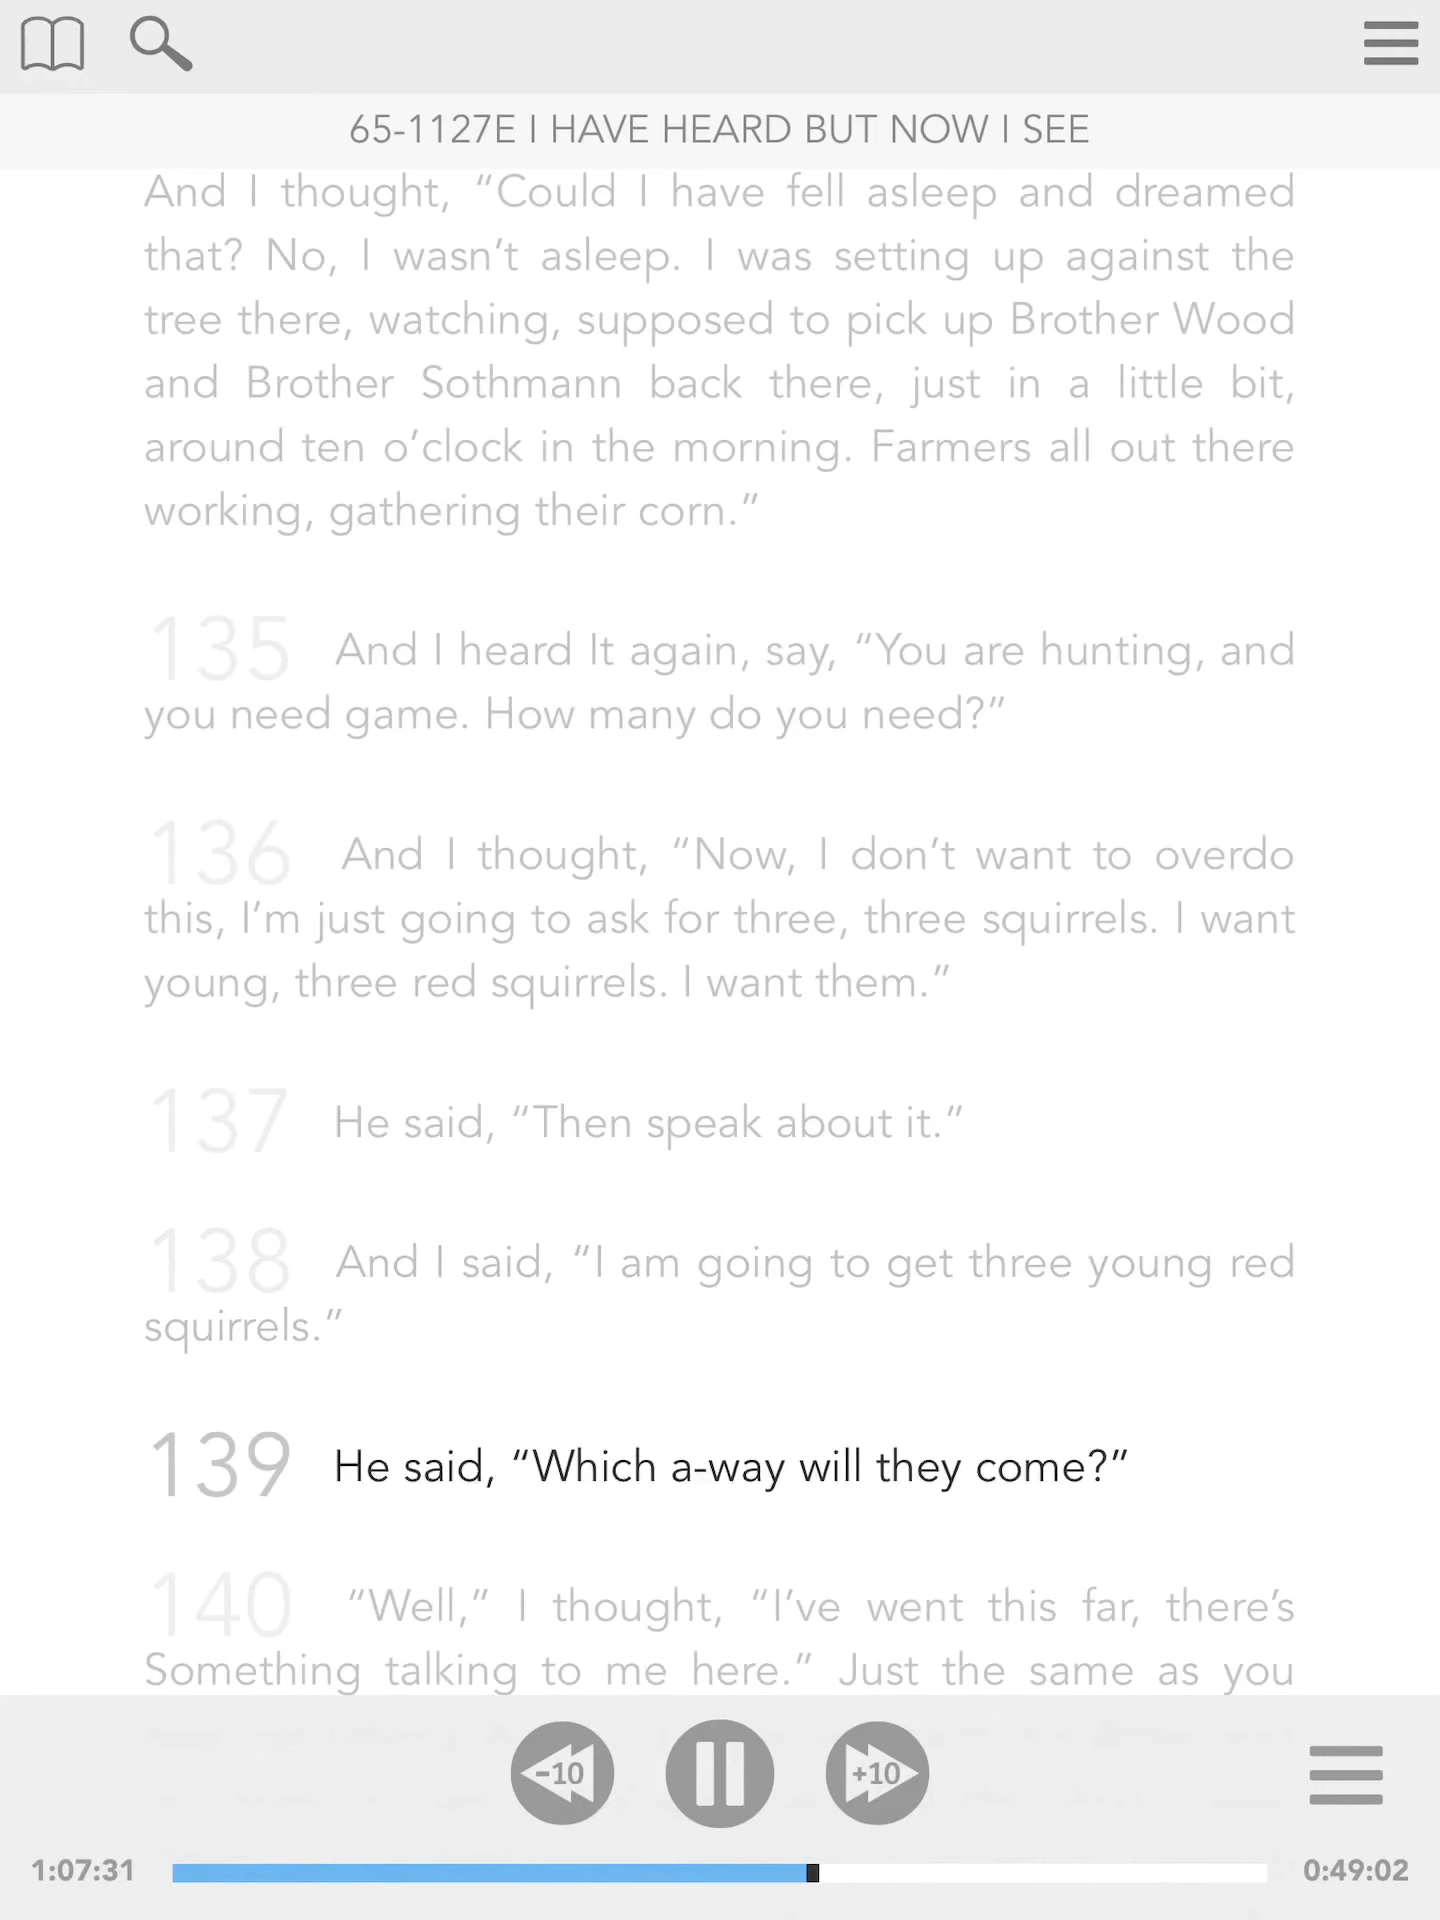 65-1127E I HAVE HEARD BUT NOW I SEE
And I thought, “Could I have fell asleep and dreamed
that? No, I wasn’t asleep. I was setting up against the
tree there, watching, supposed to pick up Brother Wood
and Brother Sothmann back there, just in a little bit,
around ten o’clock in the morning. Farmers all out there
working, gathering their corn.”
135 And I heard It again, say, “You are hunting, and
you need game. How many do you need?”
136 And I thought, “Now, I don’t want to overdo
this, I’m just going to ask for three, three squirrels. I want
young, three red squirrels. I want them.”
137 He said, “Then speak about it.”
138 And I said, “I am going to get three young red
squirrels.”
139 He said, “Which a-way will they come?”
140 “Well,” I thought, “I’ve went this far, there’s
Something talking to me here.” Just the same as you
-10 +10
1:07:31 0:49:02